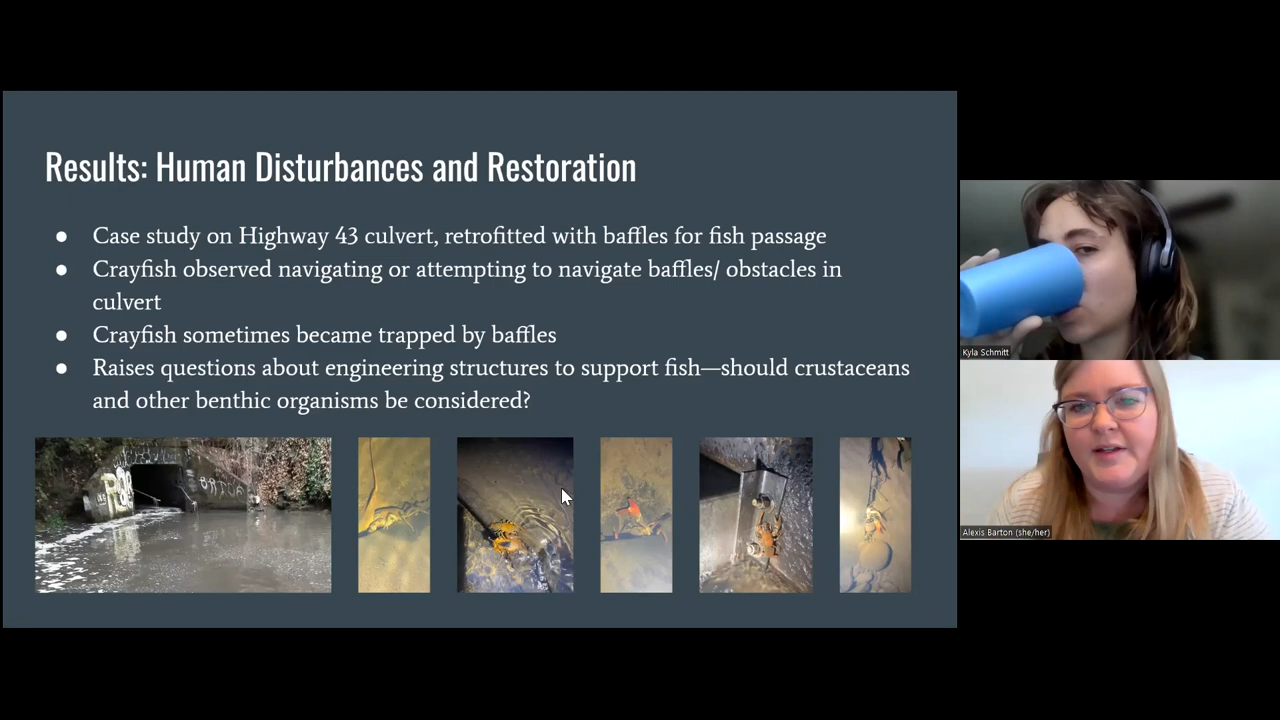 Results: Human Disturbances and Restoration
● Case study on Highway 43 culvert, retrofitted with baffles for fish passage
● Crayfish observed navigating or attempting to navigate baffles/ obstacles in
culvert
● Crayfish sometimes became trapped by baffles
● Raises questions about engineering structures to support fish—should crustaceans
and other benthic organisms be considered?
Kyla Schmitt
Alexis Barton (she/her)